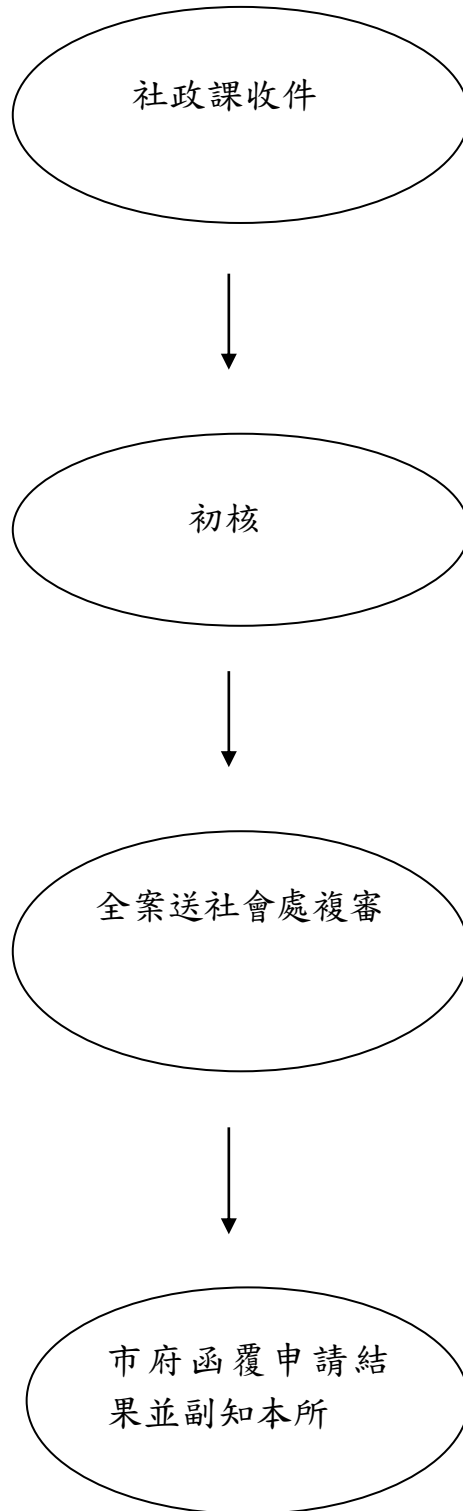 社政課收件
初核
全案送社會處複審
市府函覆申請結
果並副知本所